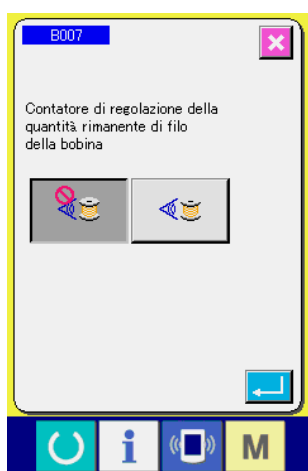 B007
Contatore di regolazione della
quantità rimanente di filo
della bobina
i
M